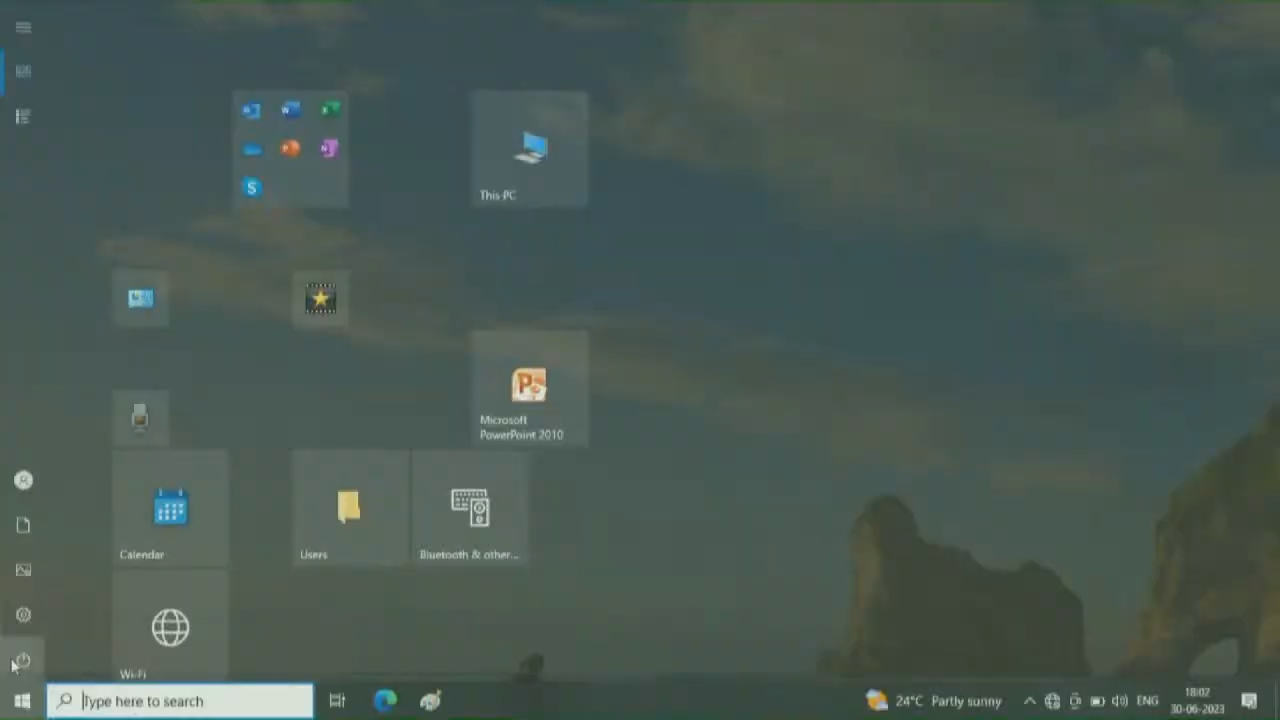 This PC
Microsoft
PowerPoint 2010
Calendar
Users
Bluetooth & other...
Wi-Fi
Type here to search
24°C Partly sunny
ENG
18:02
30-06-2023